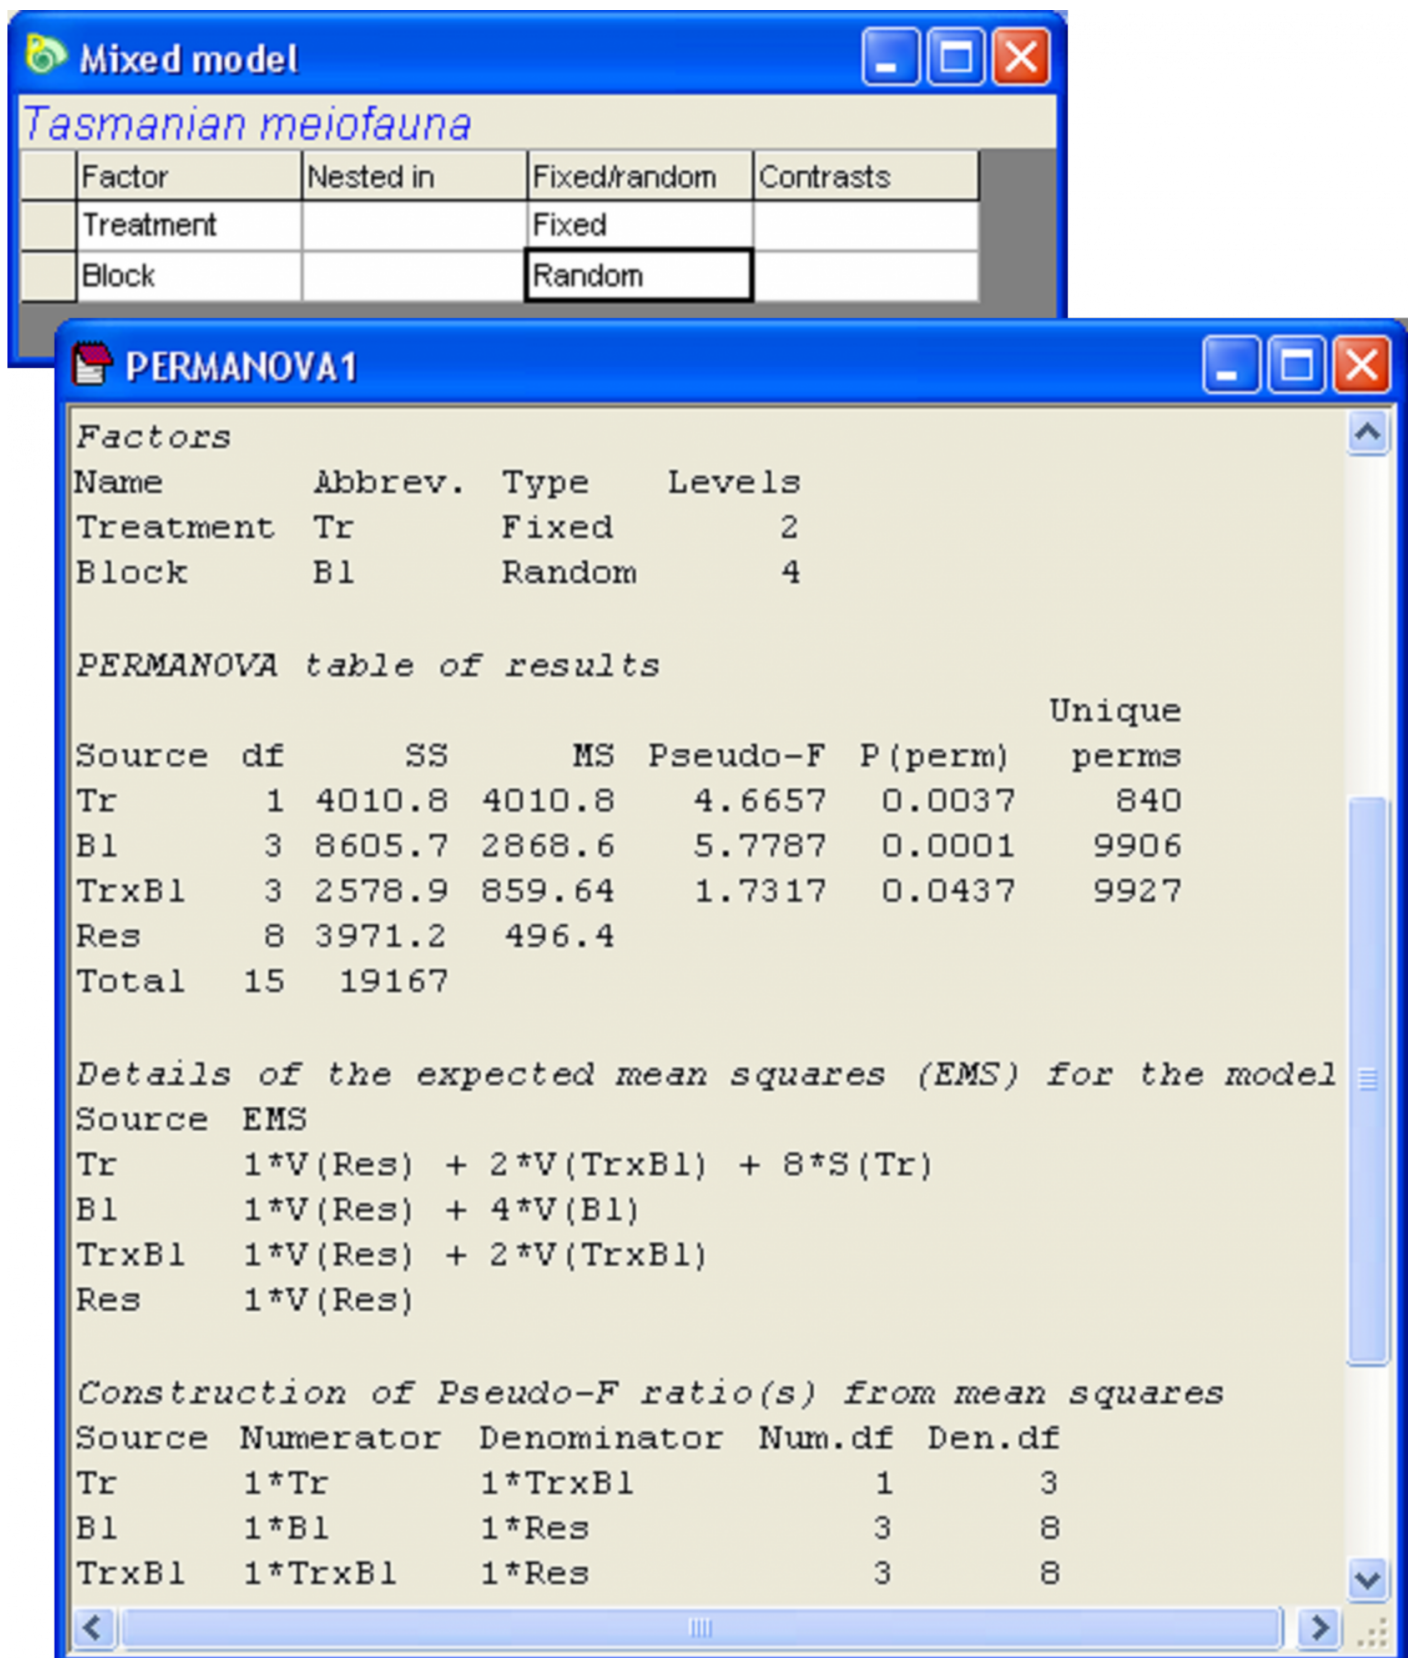 Mixed model
Tasmanian meiofauna
Factor Nested in Fixed/random Contrasts
Treatment Fixed
Block Random
PERMANOVA1
Factors
Name Abbrev. Type Levels
Treatment Tr Fixed 2
Block Bl Random 4
PERMANOVA table of results
Unique
Source df SS MS Pseudo-F P(perm) perms
Tr 1 4010.8 4010.8 4.6657 0.0037 840
Bl 3 8605.7 2868.6 5.7787 0.0001 9906
TrxBl 3 2578.9 859.64 1.7317 0.0437 9927
Res 8 3971.2 496.4
Total 15 19167
Details of the expected mean squares (EMS) for the model
Source EMS
Tr 1*V(Res) + 2*V(TrxBl) + 8*S(Tr)
Bl 1*V(Res) + 4*V(Bl)
TrxBl 1*V(Res) + 2*V(TrxBl)
Res 1*V(Res)
Construction of Pseudo-F ratio(s) from mean squares
Source Numerator Denominator Num.df Den.df
Tr 1*Tr 1*TrxBl 1 3
Bl 1*Bl 1*Res 3 8
TrxBl 1*TrxBl 1*Res 3 8